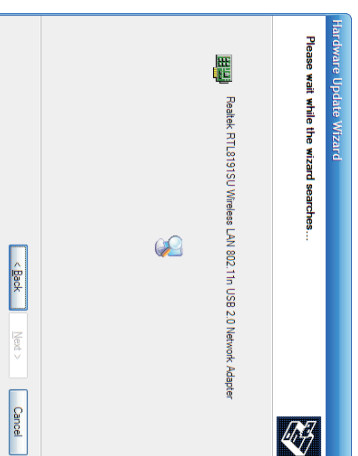 Hardware Update Wizard
Please wait while the wizard searches...
Realtek RTL8191SU Wireless LAN 802.11n USB 2.0 Network Adapter
< Back
Next >
Cancel